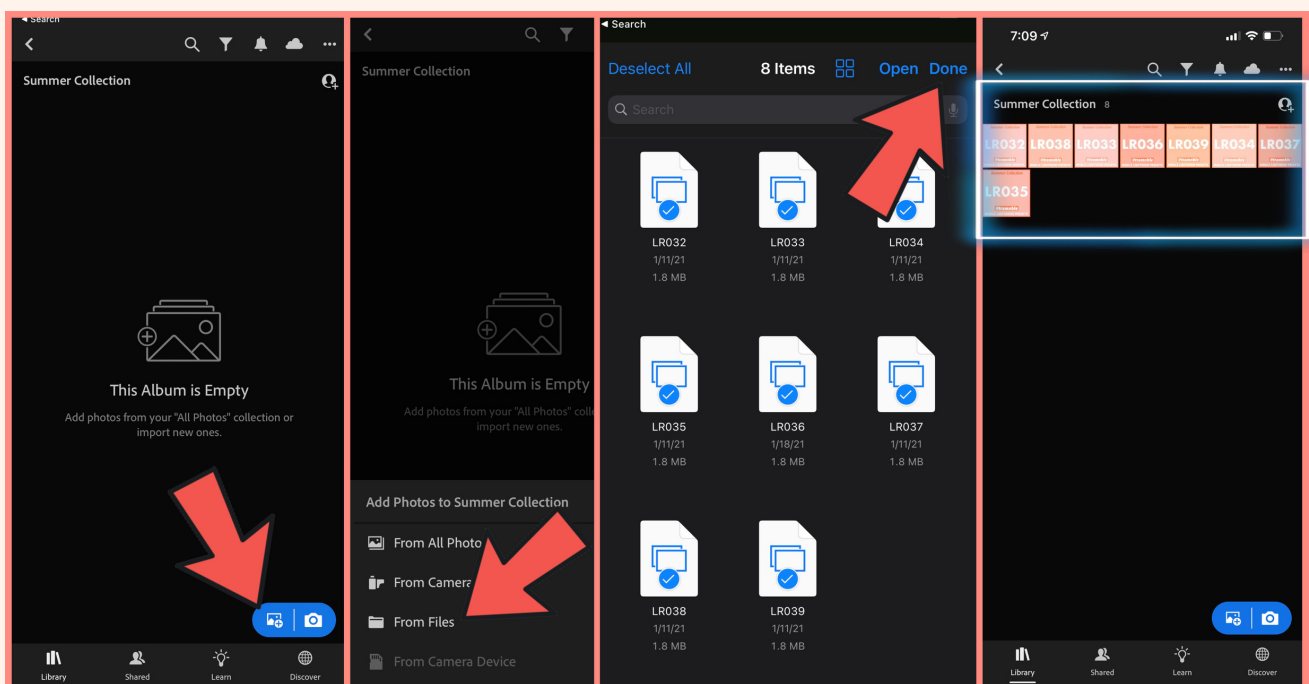 ◄ Search
Summer Collection
This Album is Empty
Add photos from your "All Photos" collection or
import new ones.
Library
Shared
Learn
Discover
Summer Collection
This Album is Empty
Add photos from your "All Photos"
import new ones.
Add Photos to Summer Collection
From All Photo
From Camera
From Files
From Camera Device
◄ Search
Deselect All
8 Items
Open
Done
Search
LR032
1/11/21
1.8 MB
LR033
1/11/21
1.8 MB
LR034
1/11/21
1.8 MB
LR035
1/11/21
1.8 MB
LR036
1/18/21
1.8 MB
LR037
1/11/21
1.8 MB
LR038
1/11/21
1.8 MB
LR039
1/11/21
1.8 MB
7:09
Summer Collection 8
LR032
LR038
LR033
LR036
LR039
LR034
LR037
LR035
Library
Shared
Learn
Discover